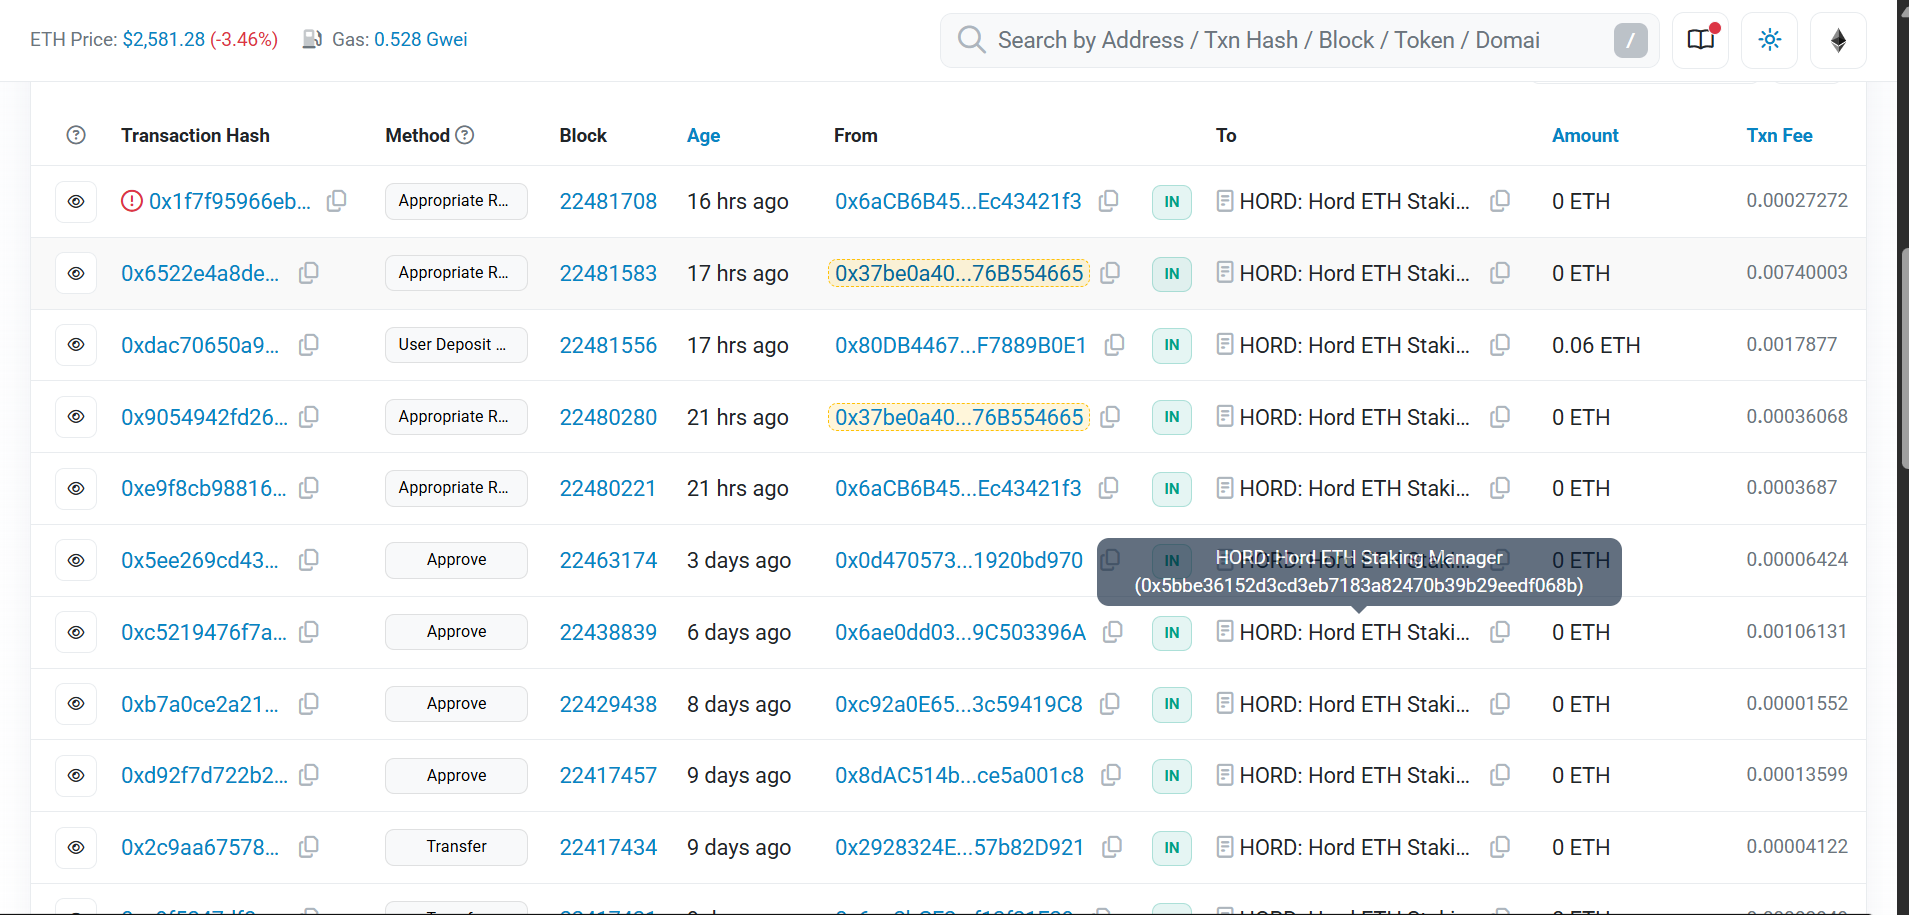 ETH Price: $2,581.28 (-3.46%) Gas: 0.528 Gwei Search by Address / Txn Hash / Block / Token / Domai /
Transaction Hash Method Block Age From To Amount Txn Fee
0x1f7f95966eb... Appropriate R... 22481708 16 hrs ago 0x6aCB6B45...Ec43421f3 IN HORD: Hord ETH Staki... 0 ETH 0.00027272
0x6522e4a8de... Appropriate R... 22481583 17 hrs ago 0x37be0a40...76B554665 IN HORD: Hord ETH Staki... 0 ETH 0.00740003
0xdac70650a9... User Deposit ... 22481556 17 hrs ago 0x80DB4467...F7889B0E1 IN HORD: Hord ETH Staki... 0.06 ETH 0.0017877
0x9054942fd26... Appropriate R... 22480280 21 hrs ago 0x37be0a40...76B554665 IN HORD: Hord ETH Staki... 0 ETH 0.00036068
0xe9f8cb98816... Appropriate R... 22480221 21 hrs ago 0x6aCB6B45...Ec43421f3 IN HORD: Hord ETH Staki... 0 ETH 0.0003687
0x5ee269cd43... Approve 22463174 3 days ago 0x0d470573...1920bd970 IN 0 ETH 0.00006424
HORD: Hord ETH Staking Manager
(0x5bbe36152d3cd3eb7183a82470b39b29eedf068b)
0xc5219476f7a... Approve 22438839 6 days ago 0x6ae0dd03...9C503396A IN HORD: Hord ETH Staki... 0 ETH 0.00106131
0xb7a0ce2a21... Approve 22429438 8 days ago 0xc92a0E65...3c59419C8 IN HORD: Hord ETH Staki... 0 ETH 0.00001552
0xd92f7d722b2... Approve 22417457 9 days ago 0x8dAC514b...ce5a001c8 IN HORD: Hord ETH Staki... 0 ETH 0.00013599
0x2c9aa67578... Transfer 22417434 9 days ago 0x2928324E...57b82D921 IN HORD: Hord ETH Staki... 0 ETH 0.00004122